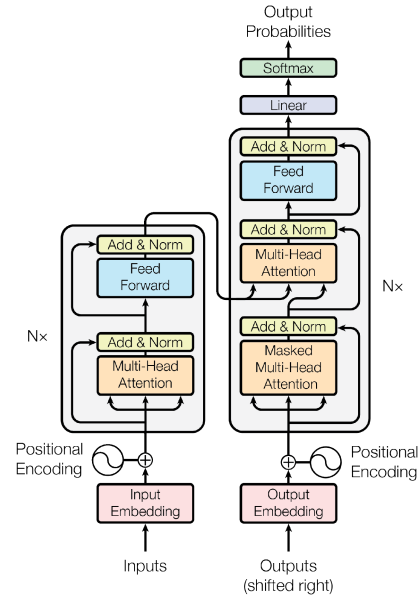 Output
Probabilities
Softmax
Linear
Add & Norm
Feed
Forward
Add & Norm
Multi-Head
Attention
Add & Norm
Masked
Multi-Head
Attention
N×
Positional
Encoding
Output
Embedding
Outputs
(shifted right)
Add & Norm
Feed
Forward
Add & Norm
Multi-Head
Attention
N×
Positional
Encoding
Input
Embedding
Inputs